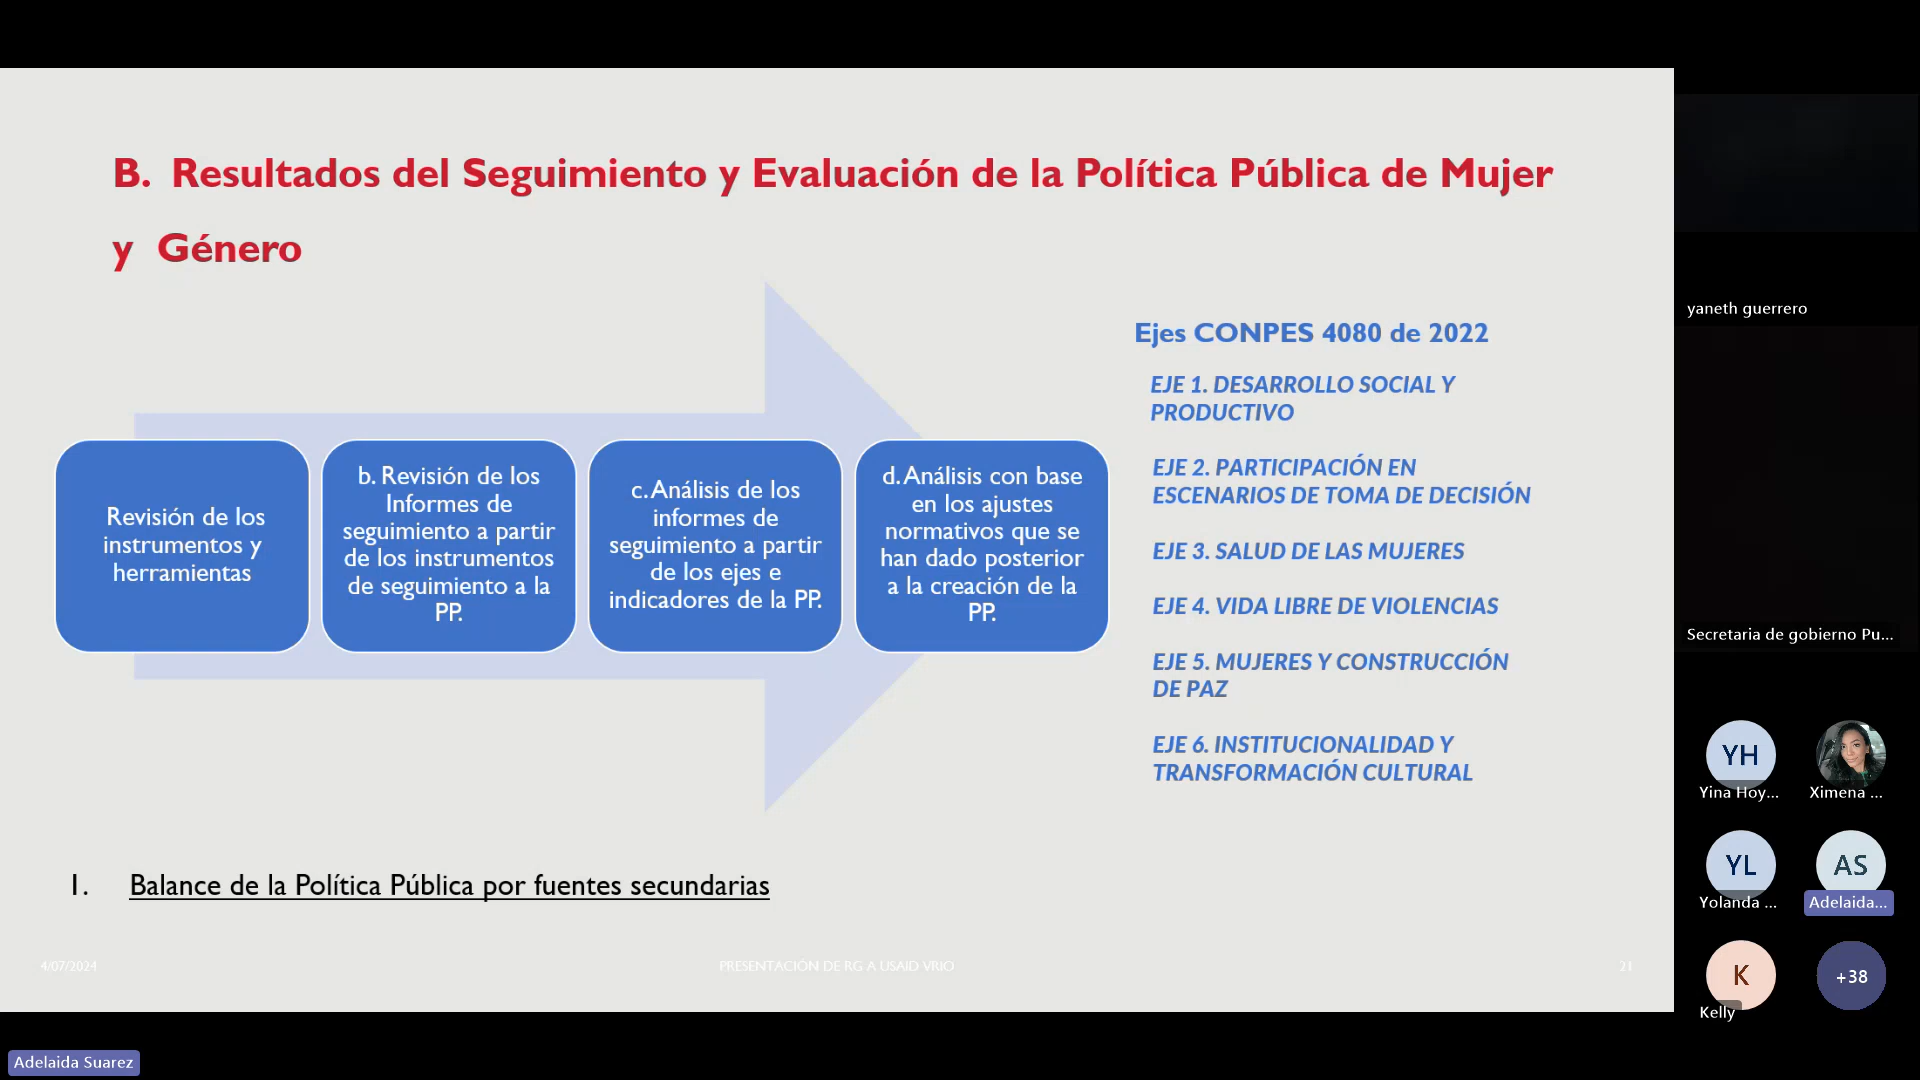 B. Resultados del Seguimiento y Evaluación de la Política Pública de Mujer
y Género
Revisión de los
instrumentos y
herramientas
b. Revisión de los
Informes de
seguimiento a partir
de los instrumentos
de seguimiento a la
PP.
c. Análisis de los
informes de
seguimiento a partir
de los ejes e
indicadores de la PP.
d. Análisis con base
en los ajustes
normativos que se
han dado posterior
a la creación de la
PP.
Ejes CONPES 4080 de 2022
EJE 1. DESARROLLO SOCIAL Y
PRODUCTIVO
EJE 2. PARTICIPACIÓN EN
ESCENARIOS DE TOMA DE DECISIÓN
EJE 3. SALUD DE LAS MUJERES
EJE 4. VIDA LIBRE DE VIOLENCIAS
EJE 5. MUJERES Y CONSTRUCCIÓN
DE PAZ
EJE 6. INSTITUCIONALIDAD Y
TRANSFORMACIÓN CULTURAL
1. Balance de la Política Pública por fuentes secundarias
4/07/2024
PRESENTACIÓN DE RG A USAID VRIO
21
yaneth guerrero
Secretaria de gobierno Pu...
YH
Yina Hoy...
Ximena ...
YL
Yolanda ...
AS
Adelaida...
K
Kelly
+38
Adelaida Suarez